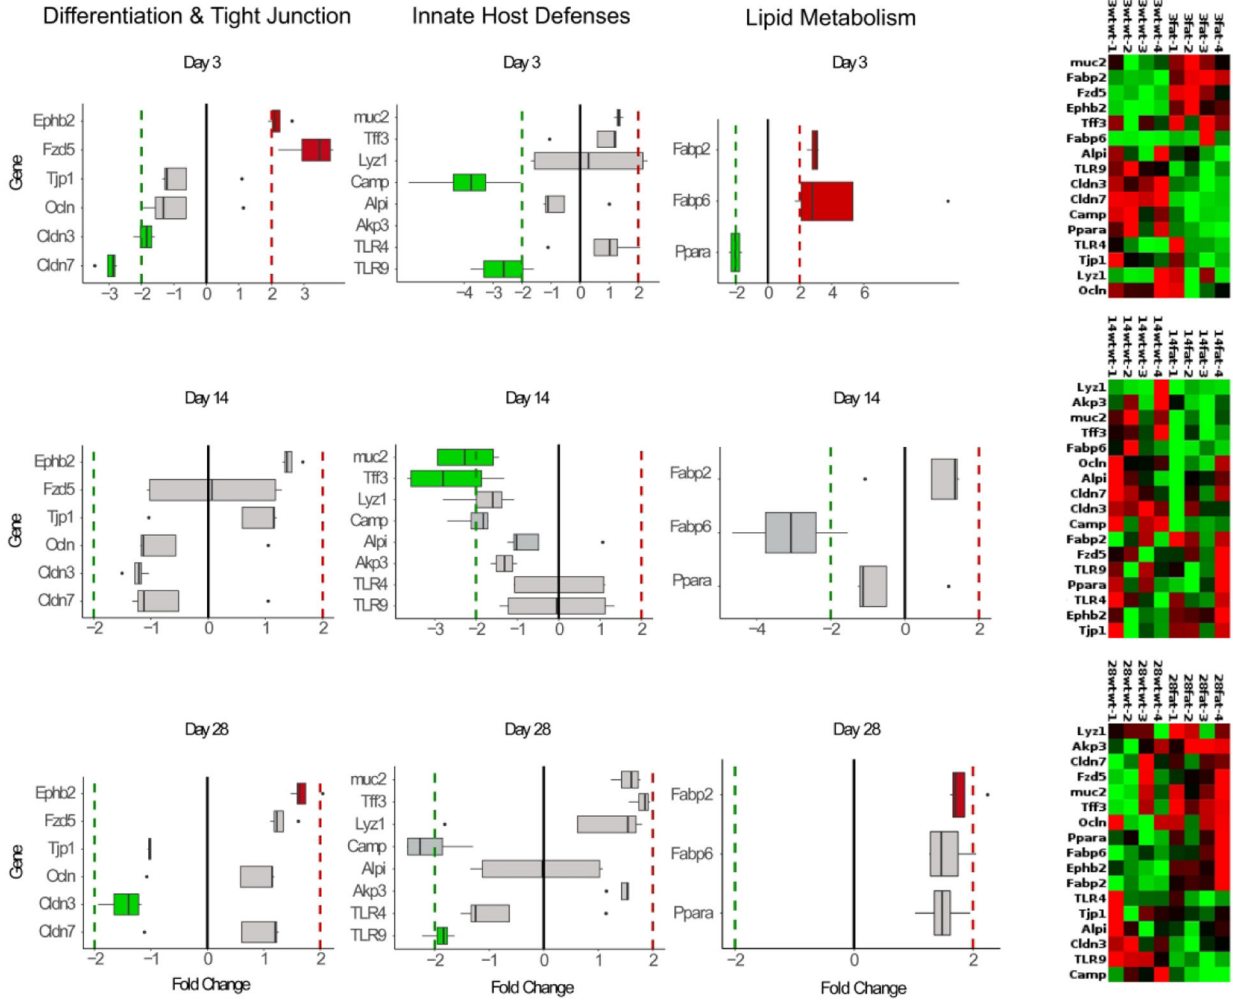 Differentiation & Tight Junction
Innate Host Defenses
Lipid Metabolism
Day 3
Gene
Ephb2
Fzd5
Tjp1
Ocln
Cldn3
Cldn7
−3 −2 −1 0 1 2 3
Day 3
muc2
Tff3
Lyz1
Camp
Alpi
Akp3
TLR4
TLR9
−4 −3 −2 −1 0 1 2
Day 3
Fabp2
Fabp6
Ppara
−2 0 2 4 6
3wtwt-1
3wtwt-2
3wtwt-3
3wtwt-4
3fat-1
3fat-2
3fat-3
3fat-4
muc2
Fabp2
Fzd5
Ephb2
Tff3
Fabp6
Alpi
TLR9
Cldn3
Cldn7
Camp
Ppara
TLR4
Tjp1
Lyz1
Ocln
Day 14
Gene
Ephb2
Fzd5
Tjp1
Ocln
Cldn3
Cldn7
−2 −1 0 1 2
Day 14
muc2
Tff3
Lyz1
Camp
Alpi
Akp3
TLR4
TLR9
−3 −2 −1 0 1 2
Day 14
Fabp2
Fabp6
Ppara
−4 −2 0 2
14wtwt-1
14wtwt-2
14wtwt-3
14wtwt-4
14fat-1
14fat-2
14fat-3
14fat-4
Lyz1
Akp3
muc2
Tff3
Fabp6
Ocln
Alpi
Cldn7
Cldn3
Camp
Fabp2
Fzd5
TLR9
Ppara
TLR4
Ephb2
Tjp1
Day 28
Gene
Ephb2
Fzd5
Tjp1
Ocln
Cldn3
Cldn7
−2 −1 0 1 2
Fold Change
Day 28
muc2
Tff3
Lyz1
Camp
Alpi
Akp3
TLR4
TLR9
−2 −1 0 1 2
Fold Change
Day 28
Fabp2
Fabp6
Ppara
−2 0 2
Fold Change
28wtwt-1
28wtwt-2
28wtwt-3
28wtwt-4
28fat-1
28fat-2
28fat-3
28fat-4
Lyz1
Akp3
Cldn7
Fzd5
muc2
Tff3
Ocln
Ppara
Fabp6
Ephb2
Fabp2
TLR4
Tjp1
Alpi
Cldn3
TLR9
Camp